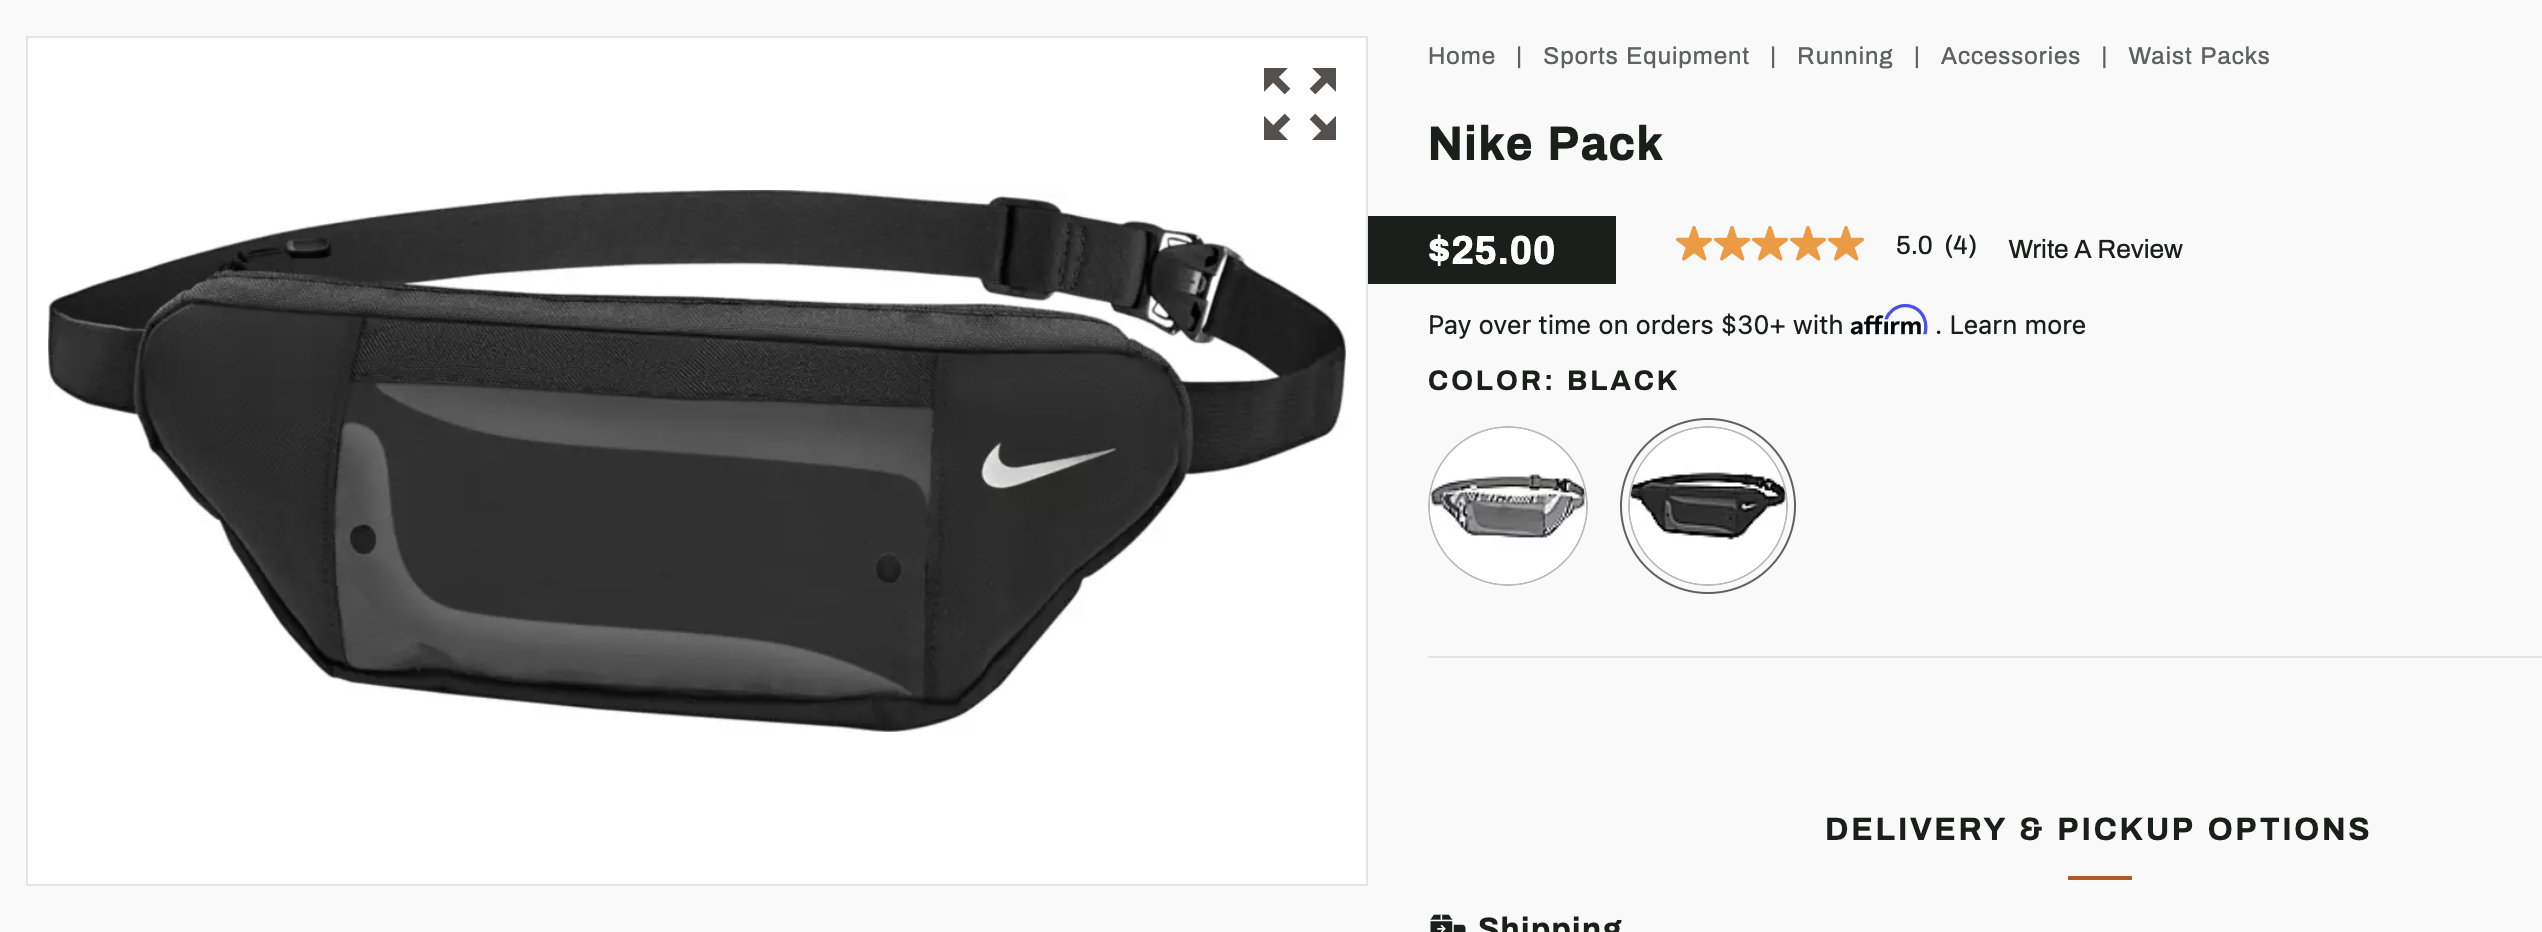 Home | Sports Equipment | Running | Accessories | Waist Packs
Nike Pack
$25.00 5.0 (4) Write A Review
Pay over time on orders $30+ with affirm . Learn more
COLOR: BLACK
DELIVERY & PICKUP OPTIONS
Shipping